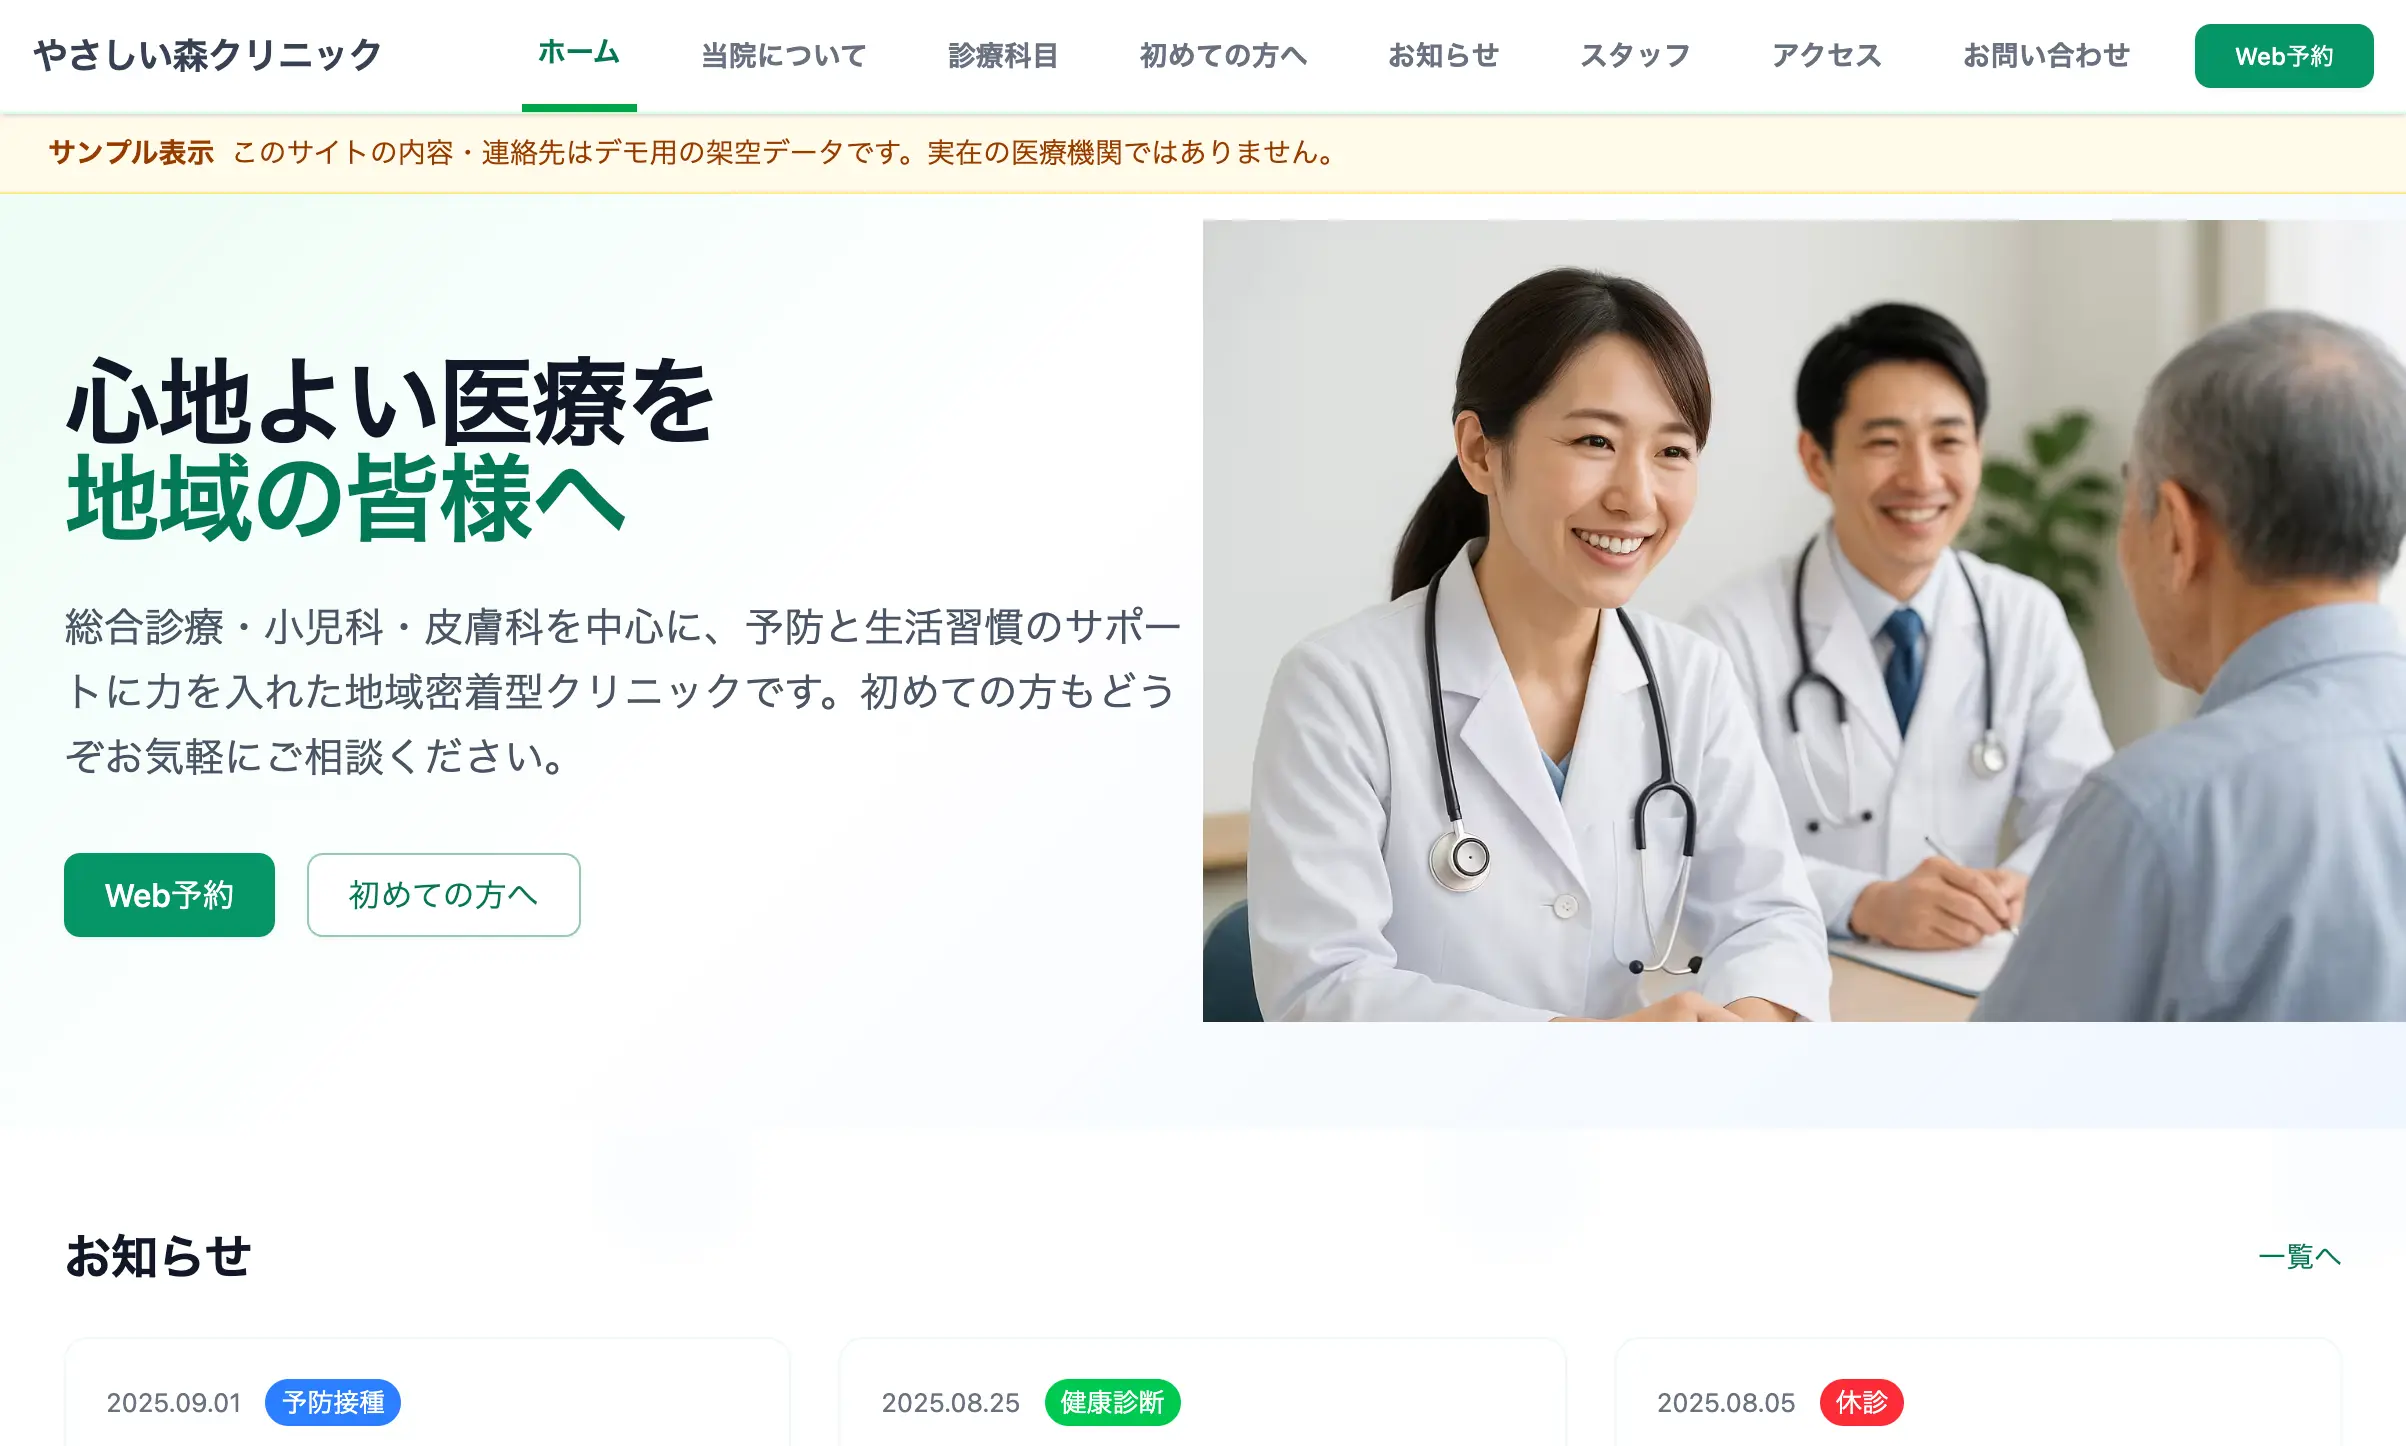 やさしい森クリニック
ホーム
当院について
診療科目
初めての方へ
お知らせ
スタッフ
アクセス
お問い合わせ
Web予約
サンプル表示 このサイトの内容・連絡先はデモ用の架空データです。実在の医療機関ではありません。
心地よい医療を
地域の皆様へ
総合診療・小児科・皮膚科を中心に、予防と生活習慣のサポー
トに力を入れた地域密着型クリニックです。初めての方もどう
ぞお気軽にご相談ください。
Web予約
初めての方へ
お知らせ
一覧へ
2025.09.01 予防接種
2025.08.25 健康診断
2025.08.05 休診